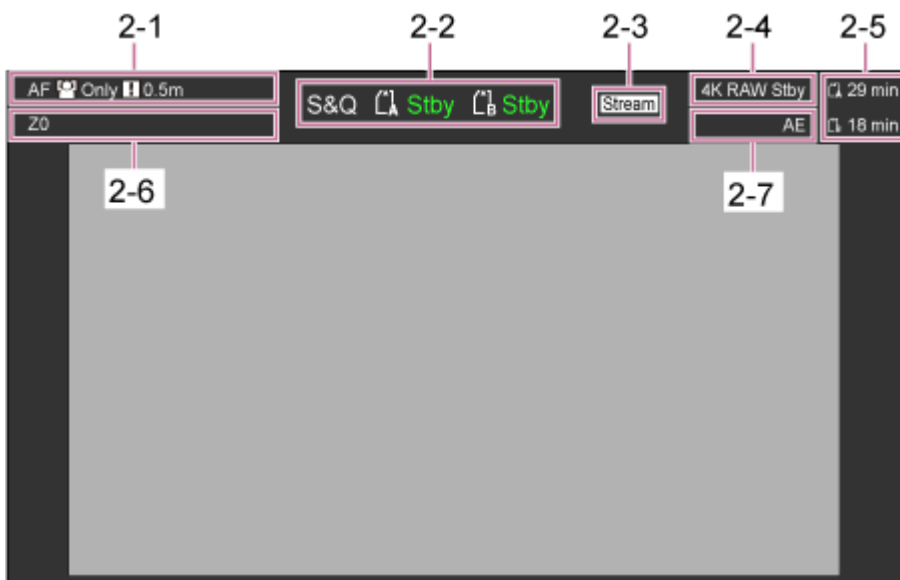 2-1 2-2 2-3 2-4 2-5
AF Only 0.5m
S&Q A Stby B Stby
Stream
4K RAW Stby
A 29 min
Z0
AE
B 18 min
2-6 2-7